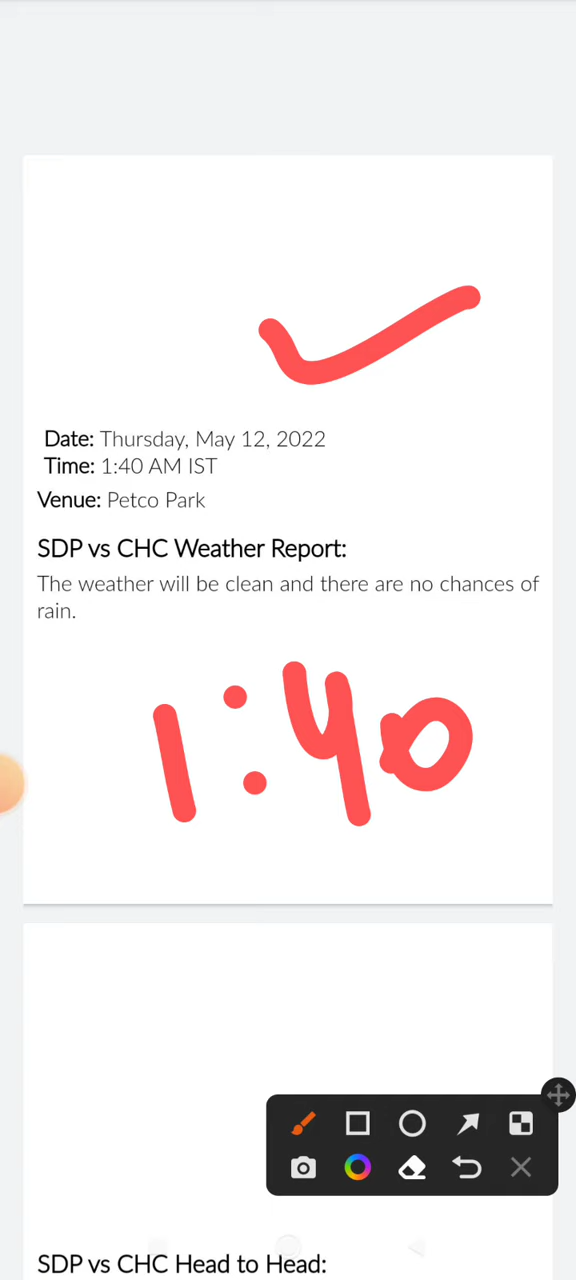 Date: Thursday, May 12, 2022
Time: 1:40 AM IST
Venue: Petco Park
SDP vs CHC Weather Report:
The weather will be clean and there are no chances of
rain.
1:40
SDP vs CHC Head to Head: